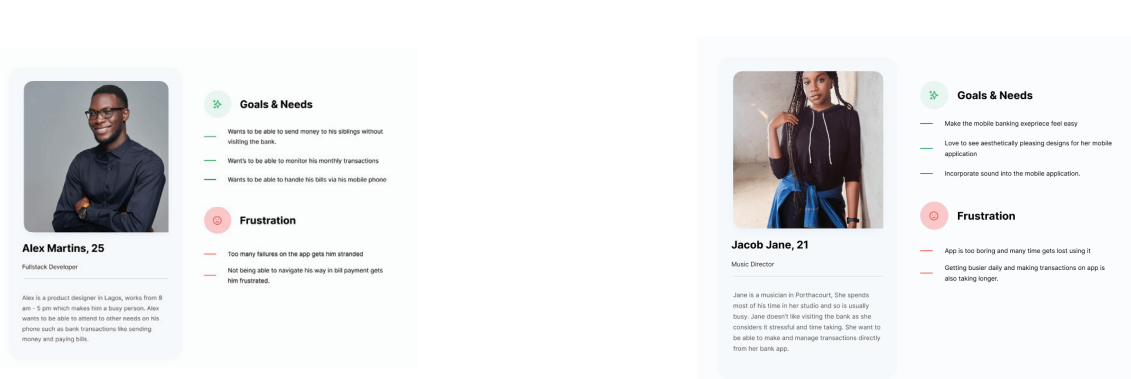 Goals & Needs
Wants to be able to send money to his siblings without
visiting the bank.
Want's to be able to monitor his monthly transactions
Wants to be able to handle his bills via his mobile phone
Frustration
Too many failures on the app gets him stranded
Not being able to navigate his way in bill payment gets
him frustrated.
Alex Martins, 25
Fullstack Developer
Alex is a product designer in Lagos, works from 8
am - 5 pm which makes him a busy person. Alex
wants to be able to attend to other needs on his
phone such as bank transactions like sending
money and paying bills.
Goals & Needs
Make the mobile banking exepriece feel easy
Love to see aesthetically pleasing designs for her mobile
application
Incorporate sound into the mobile application.
Frustration
App is too boring and many time gets lost using it
Getting busier daily and making transactions on app is
also taking longer.
Jacob Jane, 21
Music Director
Jane is a musician in Porthacourt, She spends
most of his time in her studio and so is usually
busy. Jane doesn't like visiting the bank as she
considers it stressful and time taking. She want to
be able to make and manage transactions directly
from her bank app.